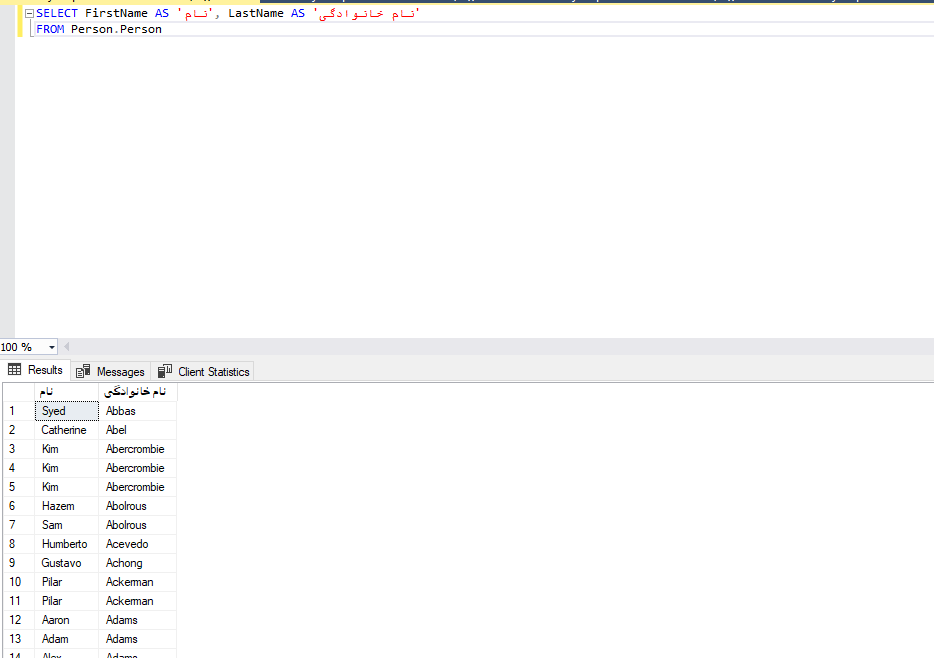 SELECT FirstName AS 'نام', LastName AS 'نام خانوادگی'
FROM Person.Person
100 %
Results Messages Client Statistics
نام نام خانوادگی
1 Syed Abbas
2 Catherine Abel
3 Kim Abercrombie
4 Kim Abercrombie
5 Kim Abercrombie
6 Hazem Abolrous
7 Sam Abolrous
8 Humberto Acevedo
9 Gustavo Achong
10 Pilar Ackerman
11 Pilar Ackerman
12 Aaron Adams
13 Adam Adams
14 Alex Adams